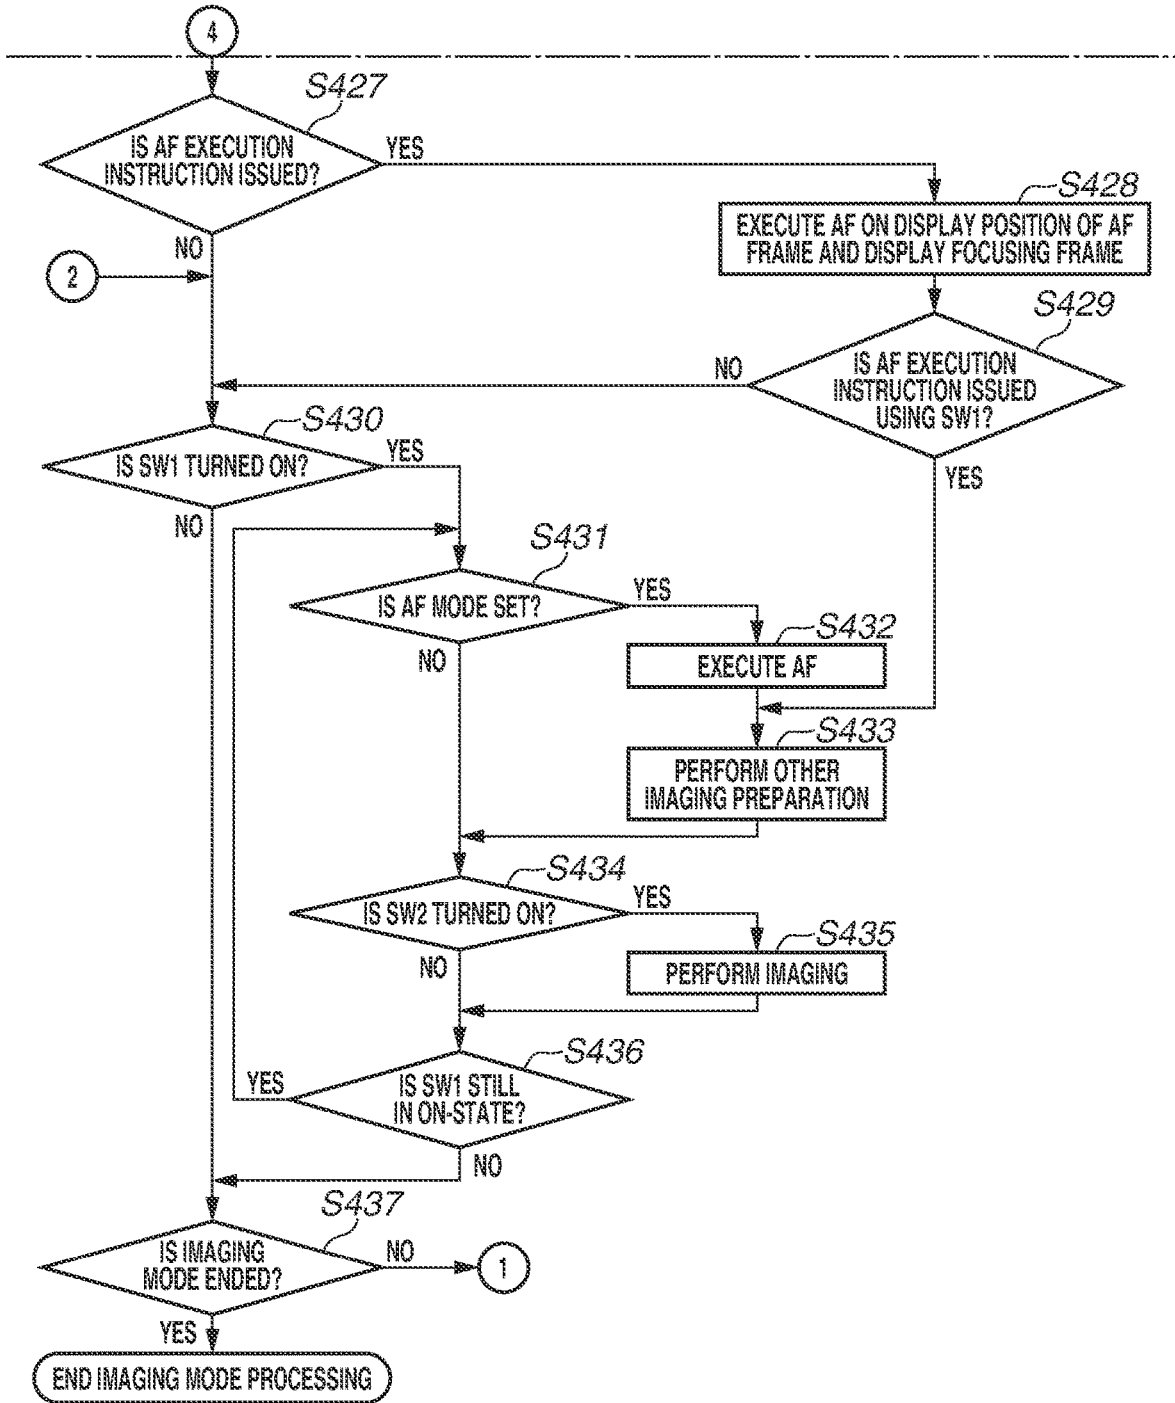 4
S427
IS AF EXECUTION
INSTRUCTION ISSUED?
YES
NO
S428
EXECUTE AF ON DISPLAY POSITION OF AF
FRAME AND DISPLAY FOCUSING FRAME
2
S429
IS AF EXECUTION
INSTRUCTION ISSUED
USING SW1?
NO
YES
S430
IS SW1 TURNED ON?
YES
NO
S431
IS AF MODE SET?
YES
NO
S432
EXECUTE AF
S433
PERFORM OTHER
IMAGING PREPARATION
S434
IS SW2 TURNED ON?
YES
NO
S435
PERFORM IMAGING
S436
IS SW1 STILL
IN ON-STATE?
YES
NO
S437
IS IMAGING
MODE ENDED?
NO
1
YES
END IMAGING MODE PROCESSING